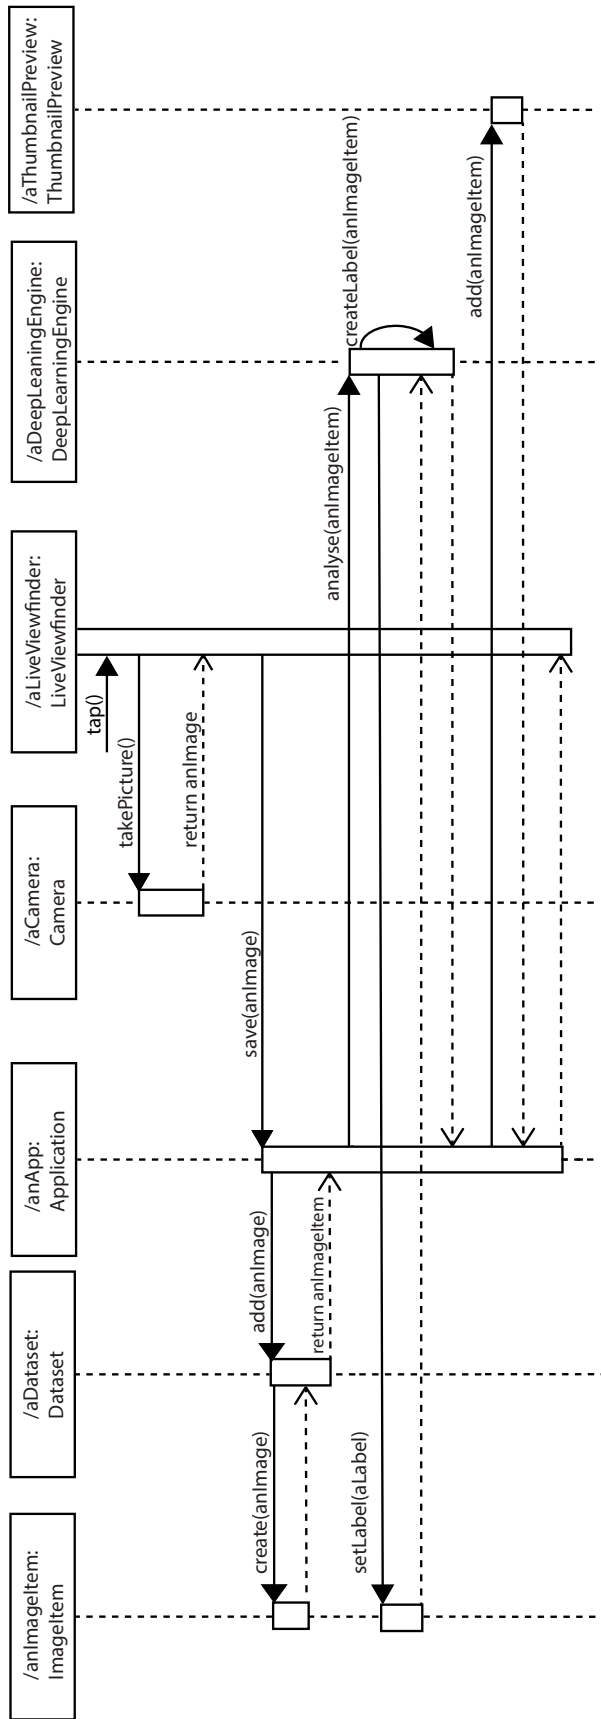 /anImageItem:
ImageItem
/aDataset:
Dataset
/anApp:
Application
/aCamera:
Camera
/aLiveViewfinder:
LiveViewfinder
/aDeepLeaningEngine:
DeepLearningEngine
/aThumbnailPreview:
ThumbnailPreview
tap()
takePicture()
return anImage
save(anImage)
add(anImage)
create(anImage)
return anImageItem
analyse(anImageItem)
createLabel(anImageItem)
setLabel(aLabel)
add(anImageItem)